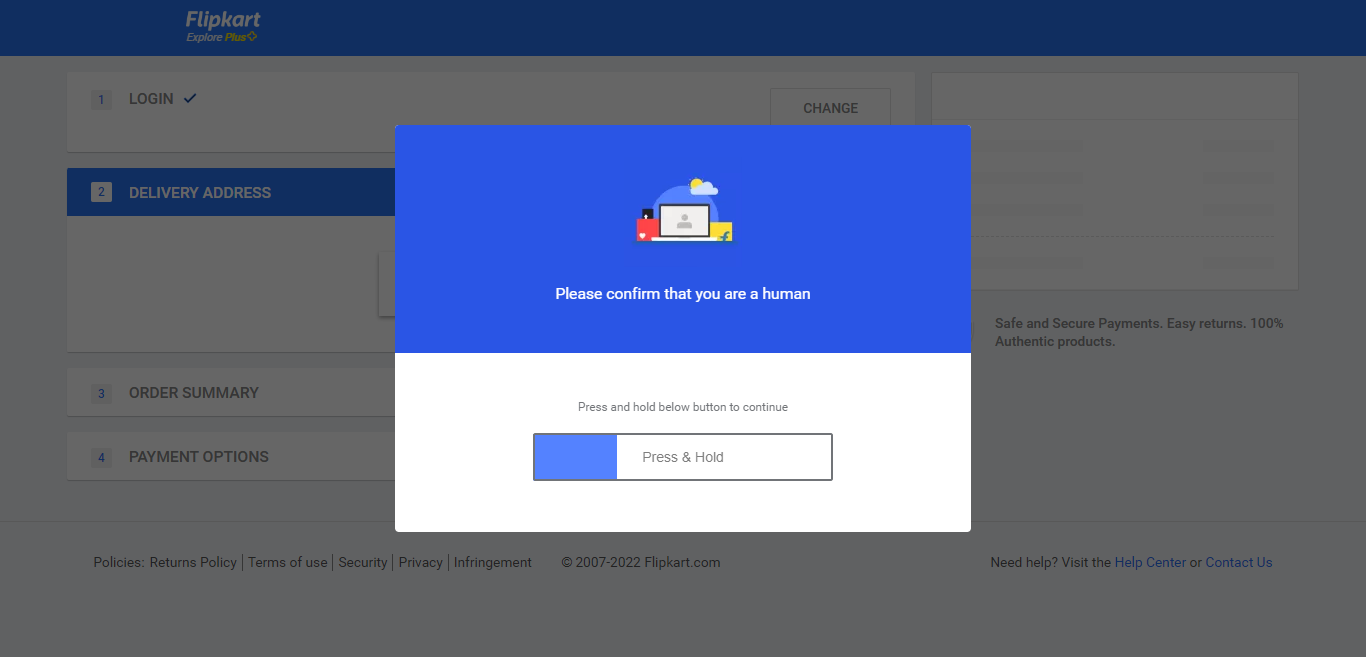 Flipkart
Explore Plus
1 LOGIN
CHANGE
2 DELIVERY ADDRESS
Please confirm that you are a human
Press and hold below button to continue
Press & Hold
Safe and Secure Payments. Easy returns. 100%
Authentic products.
3 ORDER SUMMARY
4 PAYMENT OPTIONS
Policies: Returns Policy | Terms of use | Security | Privacy | Infringement © 2007-2022 Flipkart.com Need help? Visit the Help Center or Contact Us